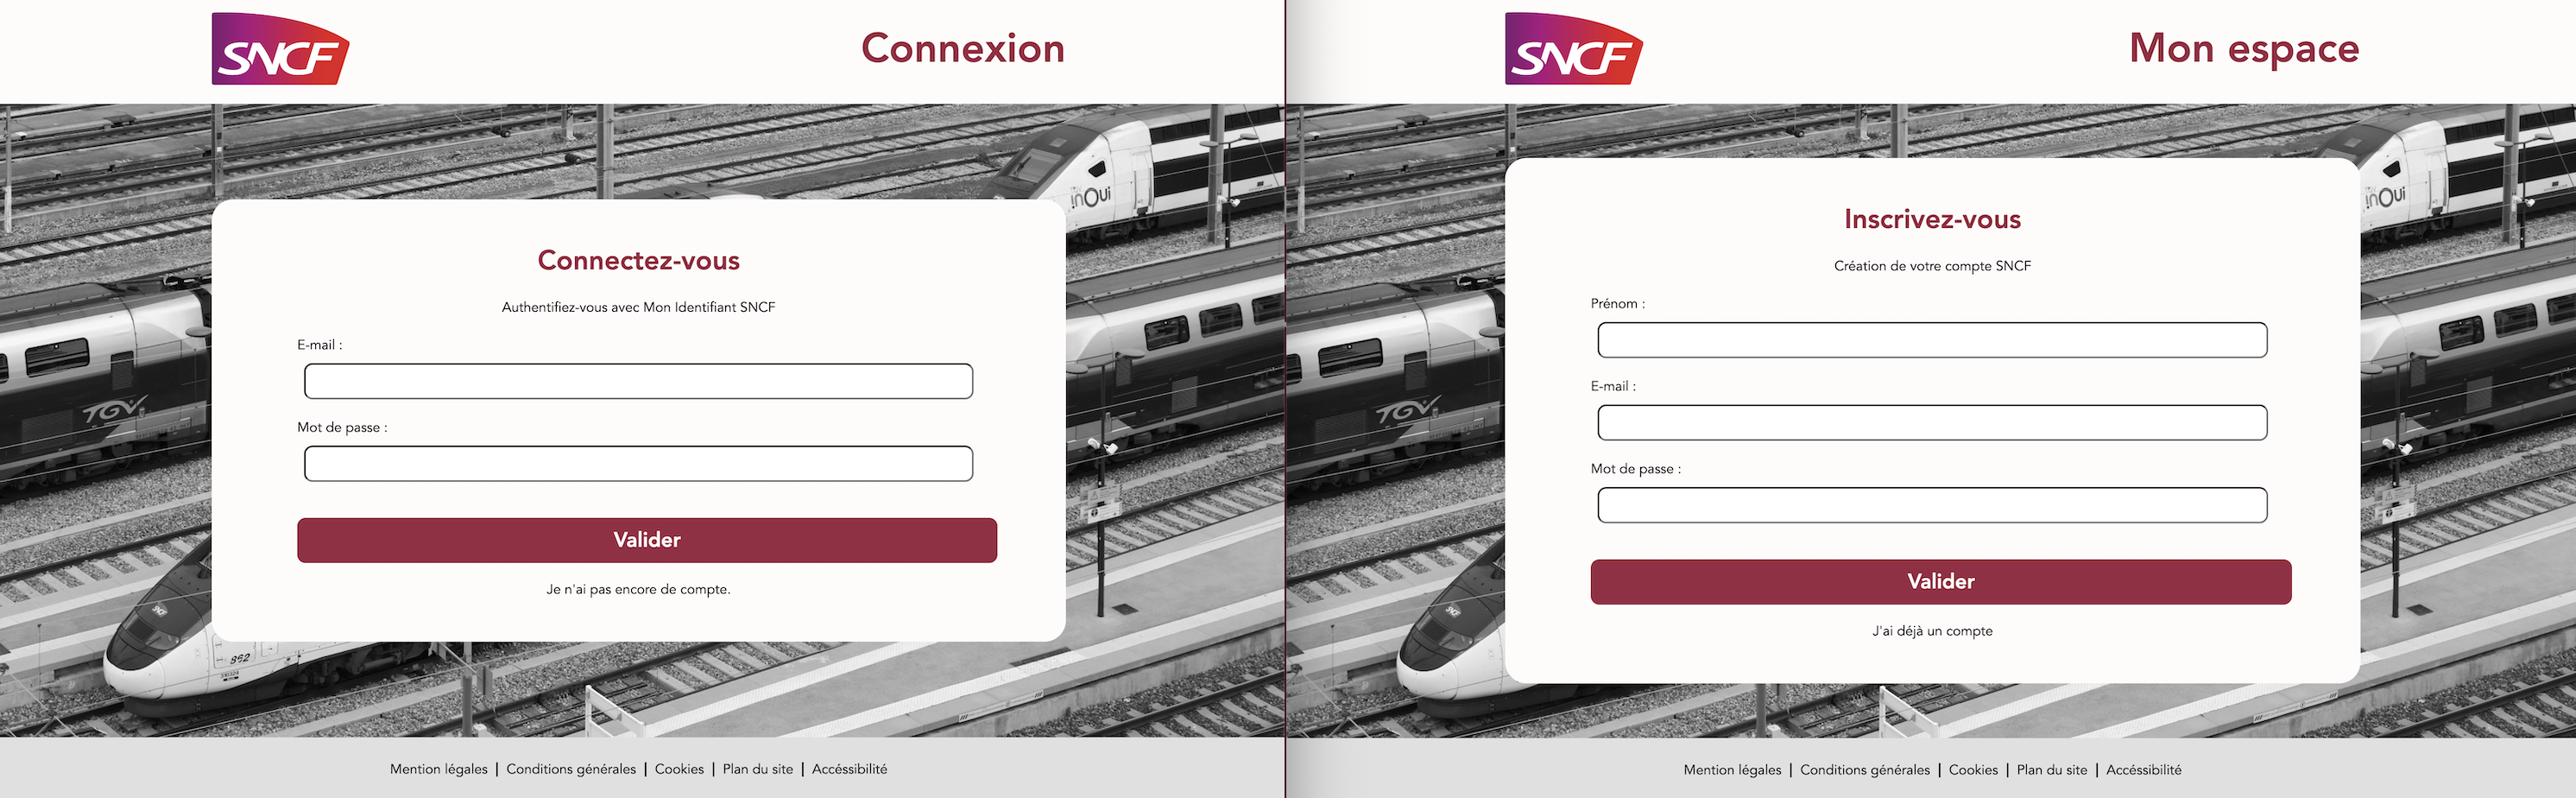 SNCF
Connexion
inOui
Connectez-vous
Authentifiez-vous avec Mon Identifiant SNCF
E-mail :
Mot de passe :
TGV
Valider
Je n'ai pas encore de compte.
SNCF
862
Mention légales | Conditions générales | Cookies | Plan du site | Accéssibilité
SNCF
Mon espace
inOui
Inscrivez-vous
Création de votre compte SNCF
Prénom :
E-mail :
TGV
Mot de passe :
Valider
SNCF
J'ai déjà un compte
Mention légales | Conditions générales | Cookies | Plan du site | Accéssibilité